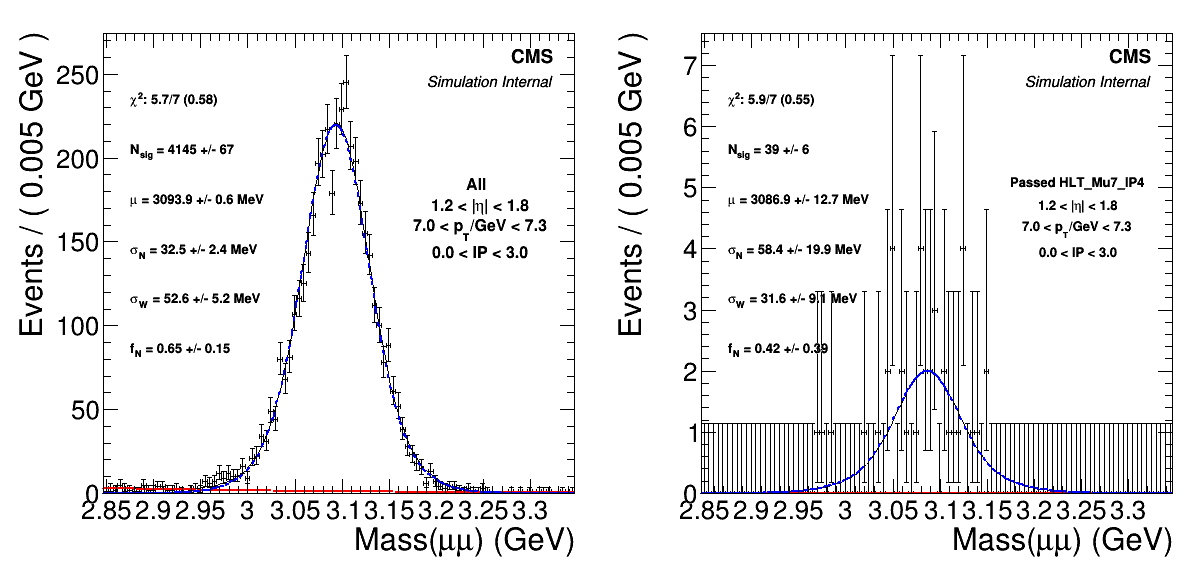 CMS
Simulation Internal
χ²: 5.7/7 (0.58)
N_sig = 4145 +/- 67
μ = 3093.9 +/- 0.6 MeV
σ_N = 32.5 +/- 2.4 MeV
σ_W = 52.6 +/- 5.2 MeV
f_N = 0.65 +/- 0.15
All
1.2 < |η| < 1.8
7.0 < p_T/GeV < 7.3
0.0 < IP < 3.0
Events / ( 0.005 GeV )
250
200
150
100
50
0
2.85 2.9 2.95 3 3.05 3.1 3.15 3.2 3.25 3.3
Mass(μμ) (GeV)
CMS
Simulation Internal
χ²: 5.9/7 (0.55)
N_sig = 39 +/- 6
μ = 3086.9 +/- 12.7 MeV
σ_N = 58.4 +/- 19.9 MeV
σ_W = 31.6 +/- 9.1 MeV
f_N = 0.42 +/- 0.39
Passed HLT_Mu7_IP4
1.2 < |η| < 1.8
7.0 < p_T/GeV < 7.3
0.0 < IP < 3.0
Events / ( 0.005 GeV )
7
6
5
4
3
2
1
0
2.85 2.9 2.95 3 3.05 3.1 3.15 3.2 3.25 3.3
Mass(μμ) (GeV)